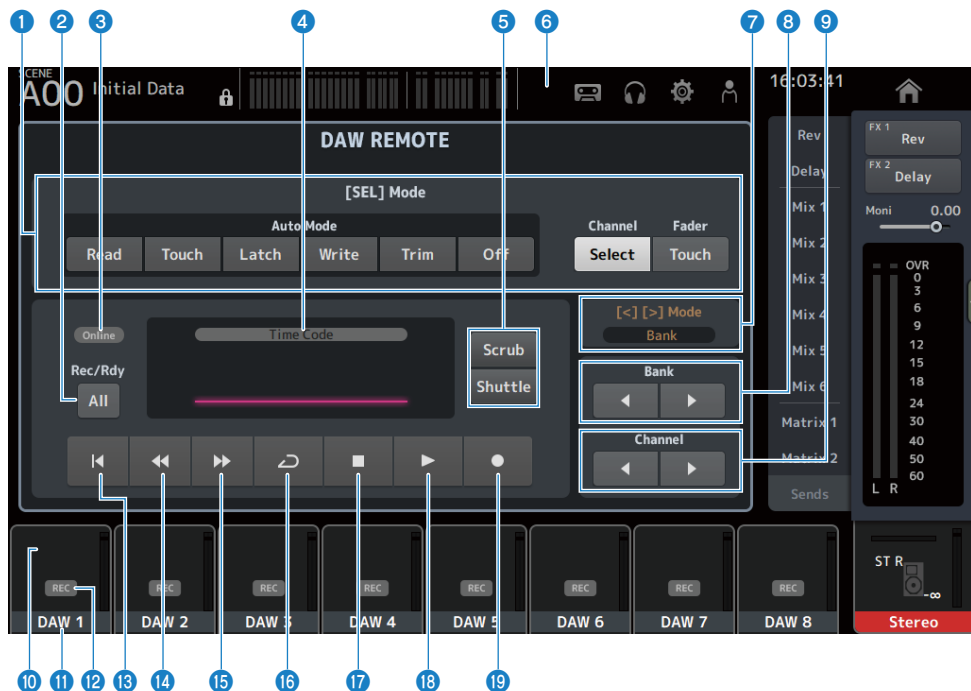 1 2 3 4 5 6 7 8 9
SCENE
A00 Initial Data
16:03:41
DAW REMOTE
[SEL] Mode
Auto Mode
Channel Fader
Read Touch Latch Write Trim Off Select Touch
Online
Time Code
Rec/Rdy
All
Scrub
Shuttle
[<] [>] Mode
Bank
Bank
Channel
Rev
Delay
Mix 1
Mix 2
Mix 3
Mix 4
Mix 5
Mix 6
Matrix 1
Matrix 2
Sends
FX 1
Rev
FX 2
Delay
Moni 0.00
OVR
0
3
6
9
12
15
18
24
30
40
50
60
L R
REC REC REC REC REC REC REC REC
DAW 1 DAW 2 DAW 3 DAW 4 DAW 5 DAW 6 DAW 7 DAW 8
ST R
-∞
Stereo
10 11 12 13 14 15 16 17 18 19